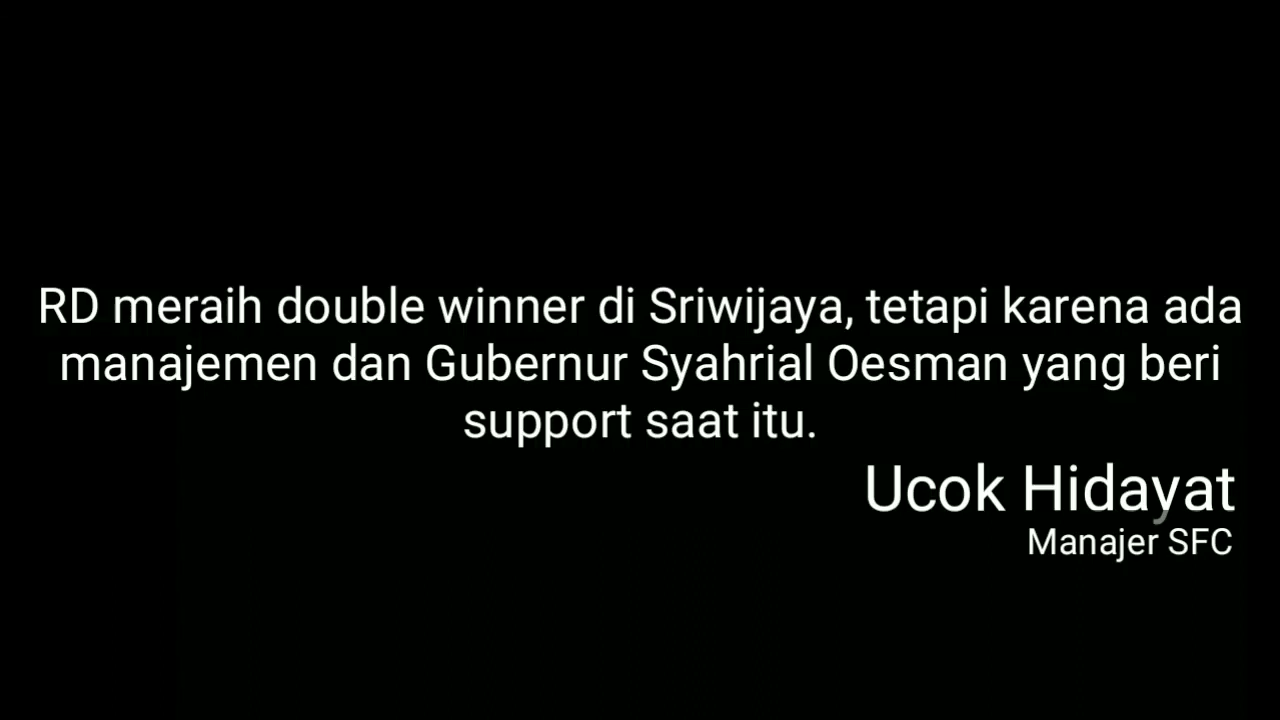 RD meraih double winner di Sriwijaya, tetapi karena ada
manajemen dan Gubernur Syahrial Oesman yang beri
support saat itu.
Ucok Hidayat
Manajer SFC